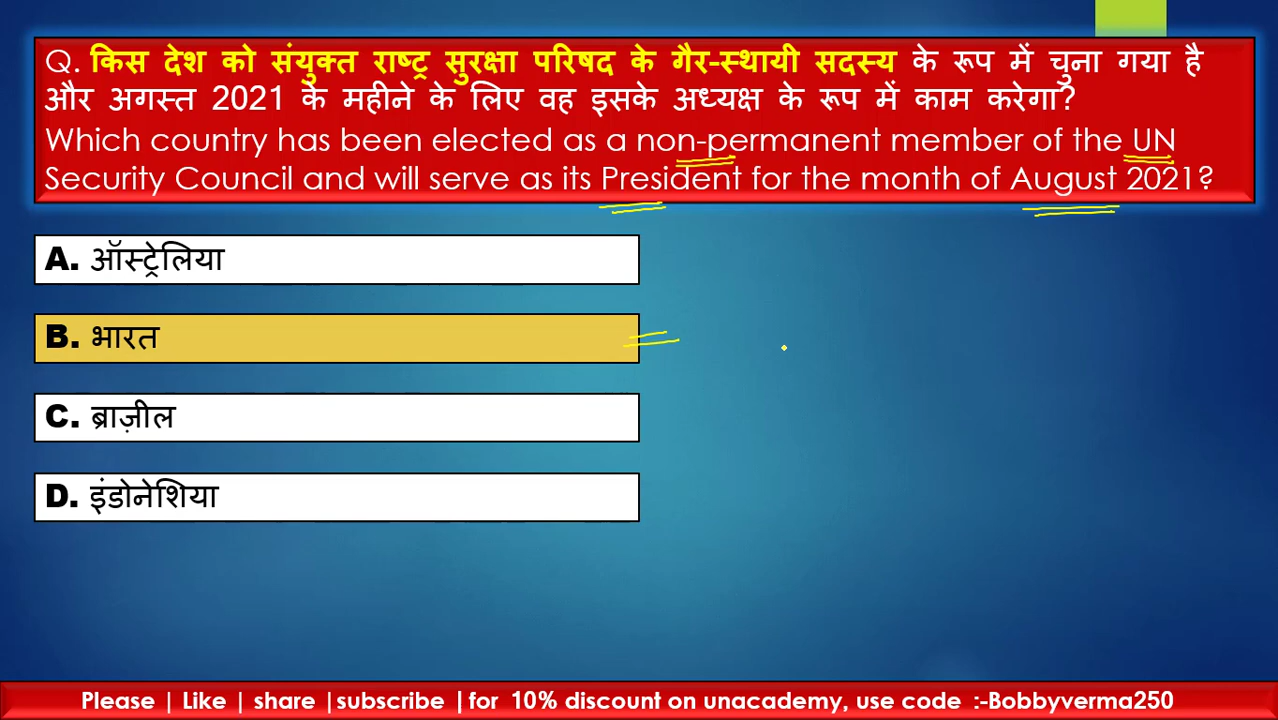 Q. किस देश को संयुक्त राष्ट्र सुरक्षा परिषद के गैर-स्थायी सदस्य के रूप में चुना गया है
और अगस्त 2021 के महीने के लिए वह इसके अध्यक्ष के रूप में काम करेगा?
Which country has been elected as a non-permanent member of the UN
Security Council and will serve as its President for the month of August 2021?
A. ऑस्ट्रेलिया
B. भारत
C. ब्राज़ील
D. इंडोनेशिया
Please | Like | share |subscribe |for 10% discount on unacademy, use code :-Bobbyverma250